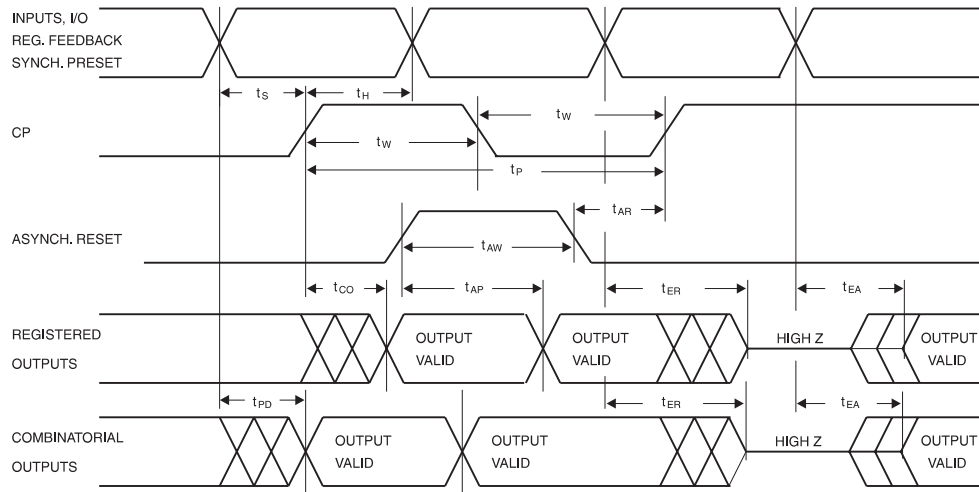 INPUTS, I/O
REG. FEEDBACK
SYNCH. PRESET
tS
tH
CP
tW
tW
tP
tAR
ASYNCH. RESET
tAW
tCO
tAP
tER
tEA
REGISTERED
OUTPUTS
OUTPUT
VALID
OUTPUT
VALID
HIGH Z
OUTPUT
VALID
tPD
tER
tEA
COMBINATORIAL
OUTPUTS
OUTPUT
VALID
OUTPUT
VALID
HIGH Z
OUTPUT
VALID